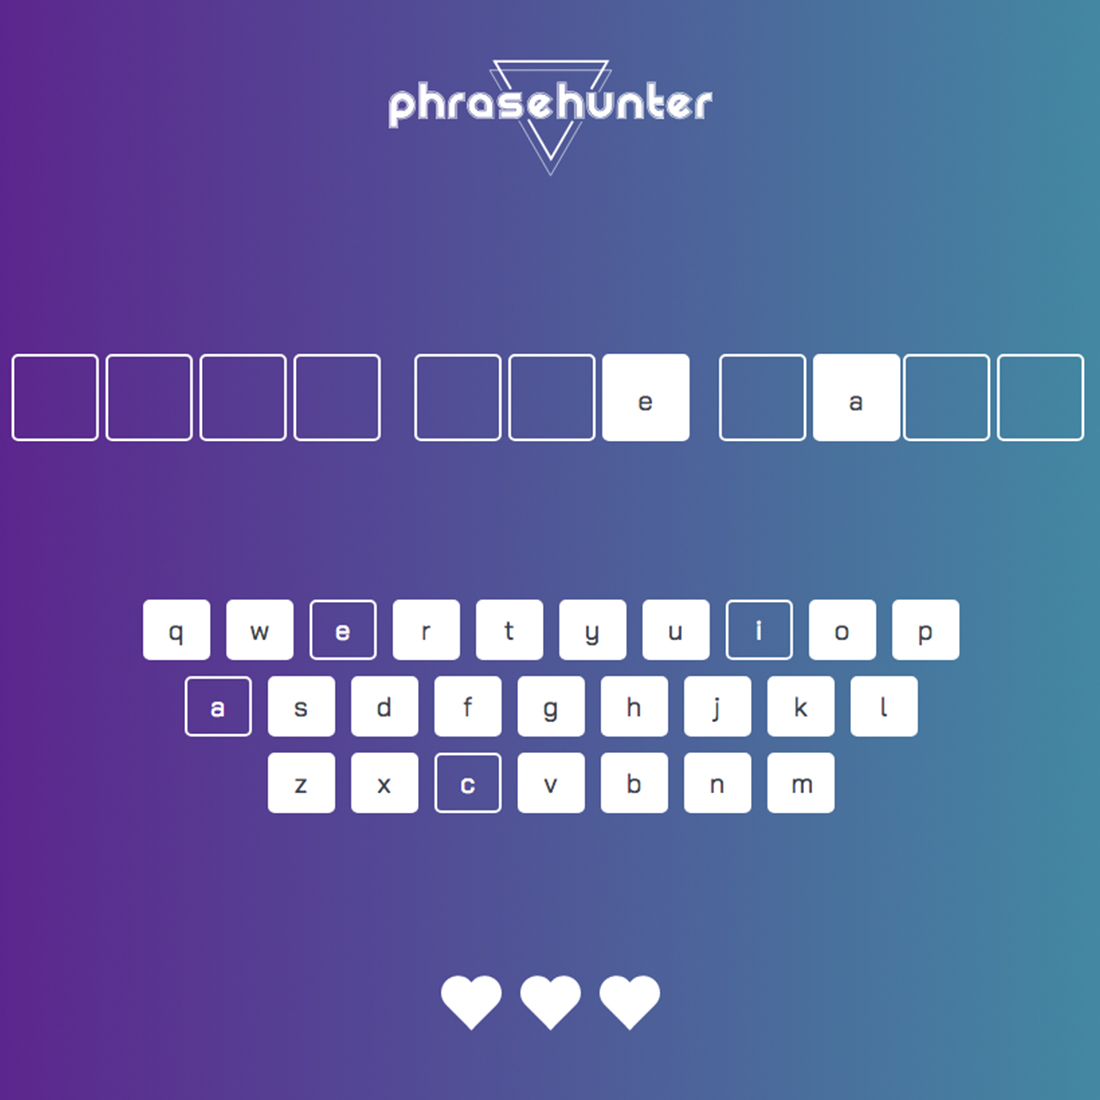 phrasehunter
e a
q w e r t y u i o p
a s d f g h j k l
z x c v b n m